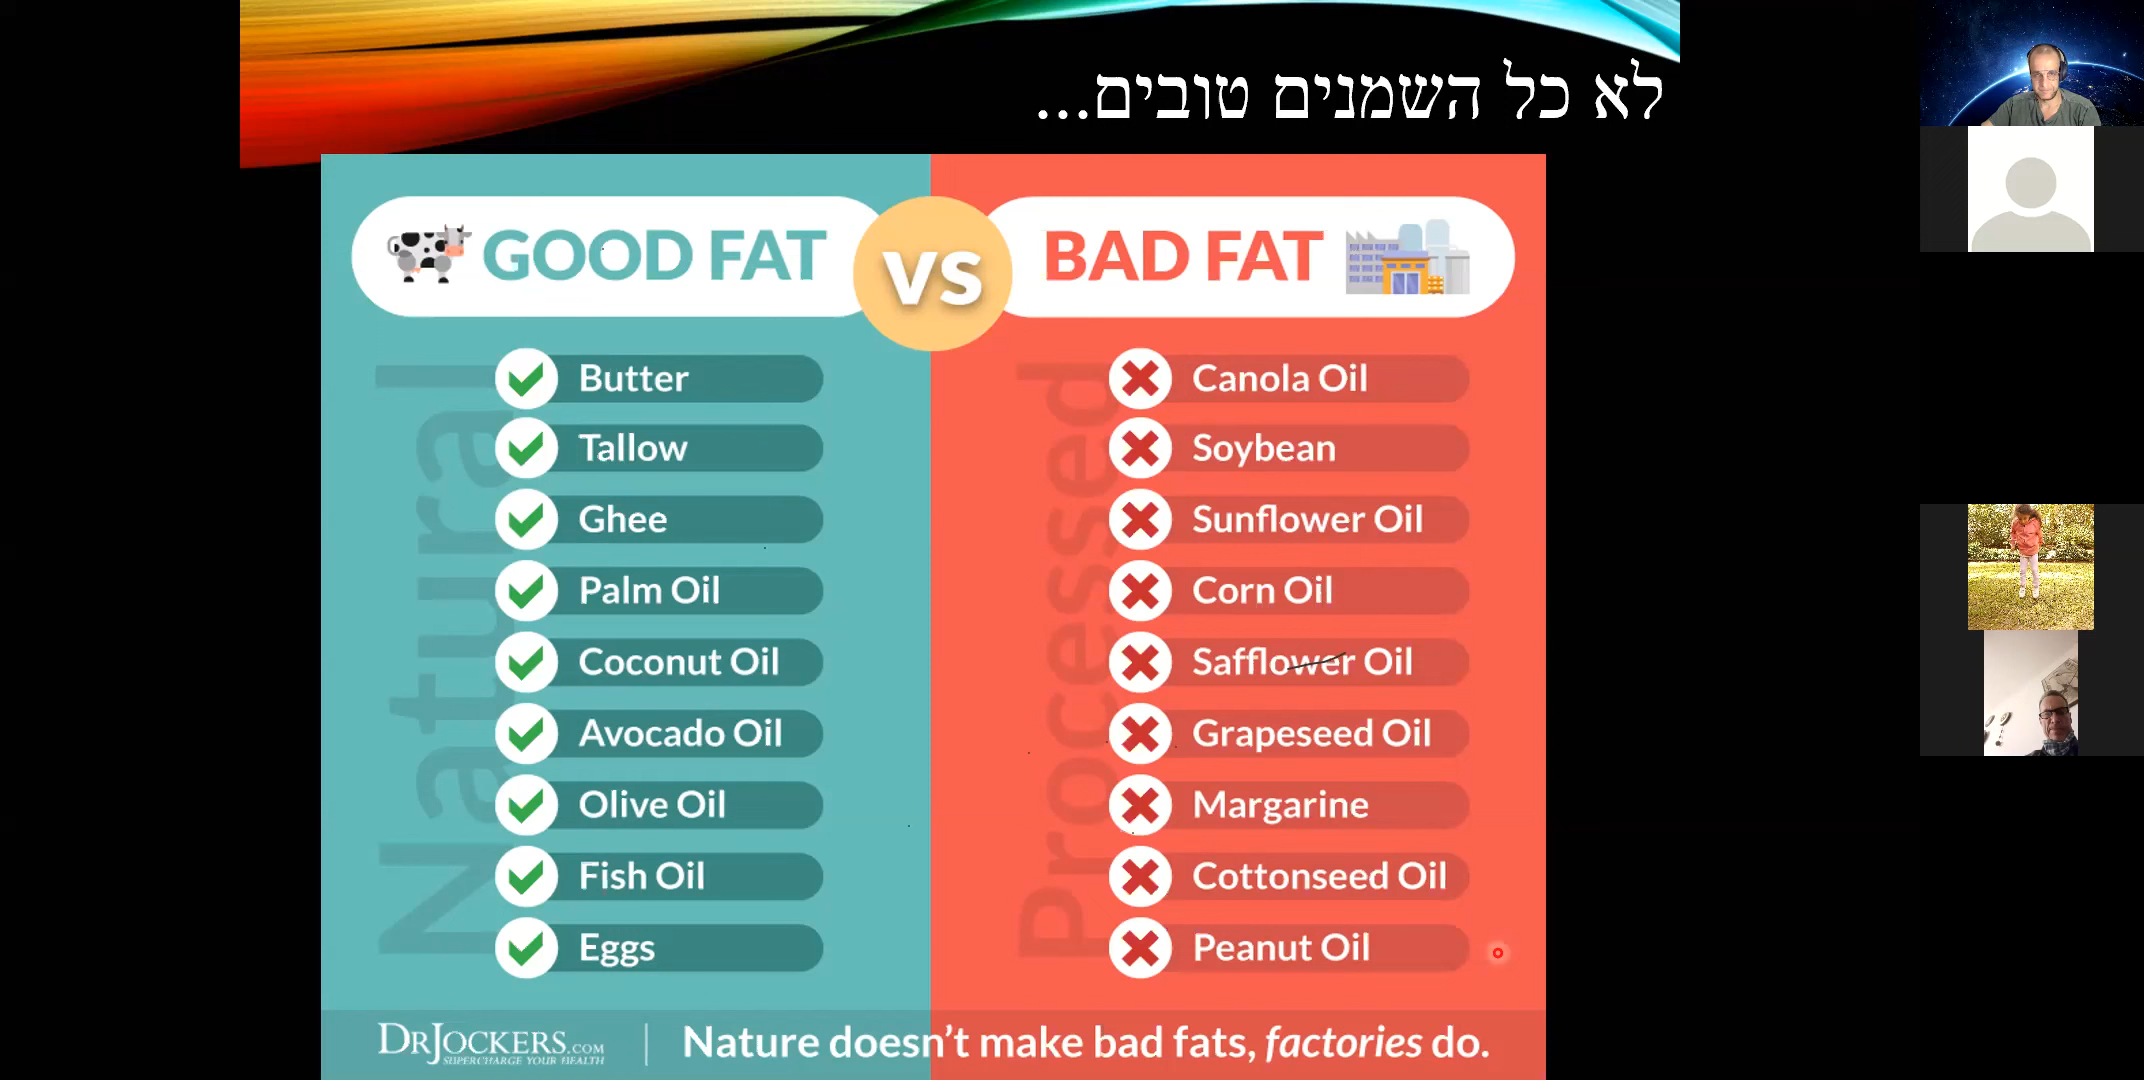 לא כל השמנים טובים...
GOOD FAT
VS
BAD FAT
Natural
Butter
Tallow
Ghee
Palm Oil
Coconut Oil
Avocado Oil
Olive Oil
Fish Oil
Eggs
Processed
Canola Oil
Soybean
Sunflower Oil
Corn Oil
Safflower Oil
Grapeseed Oil
Margarine
Cottonseed Oil
Peanut Oil
DRJOCKERS.COM
SUPERCHARGE YOUR HEALTH
Nature doesn't make bad fats, factories do.